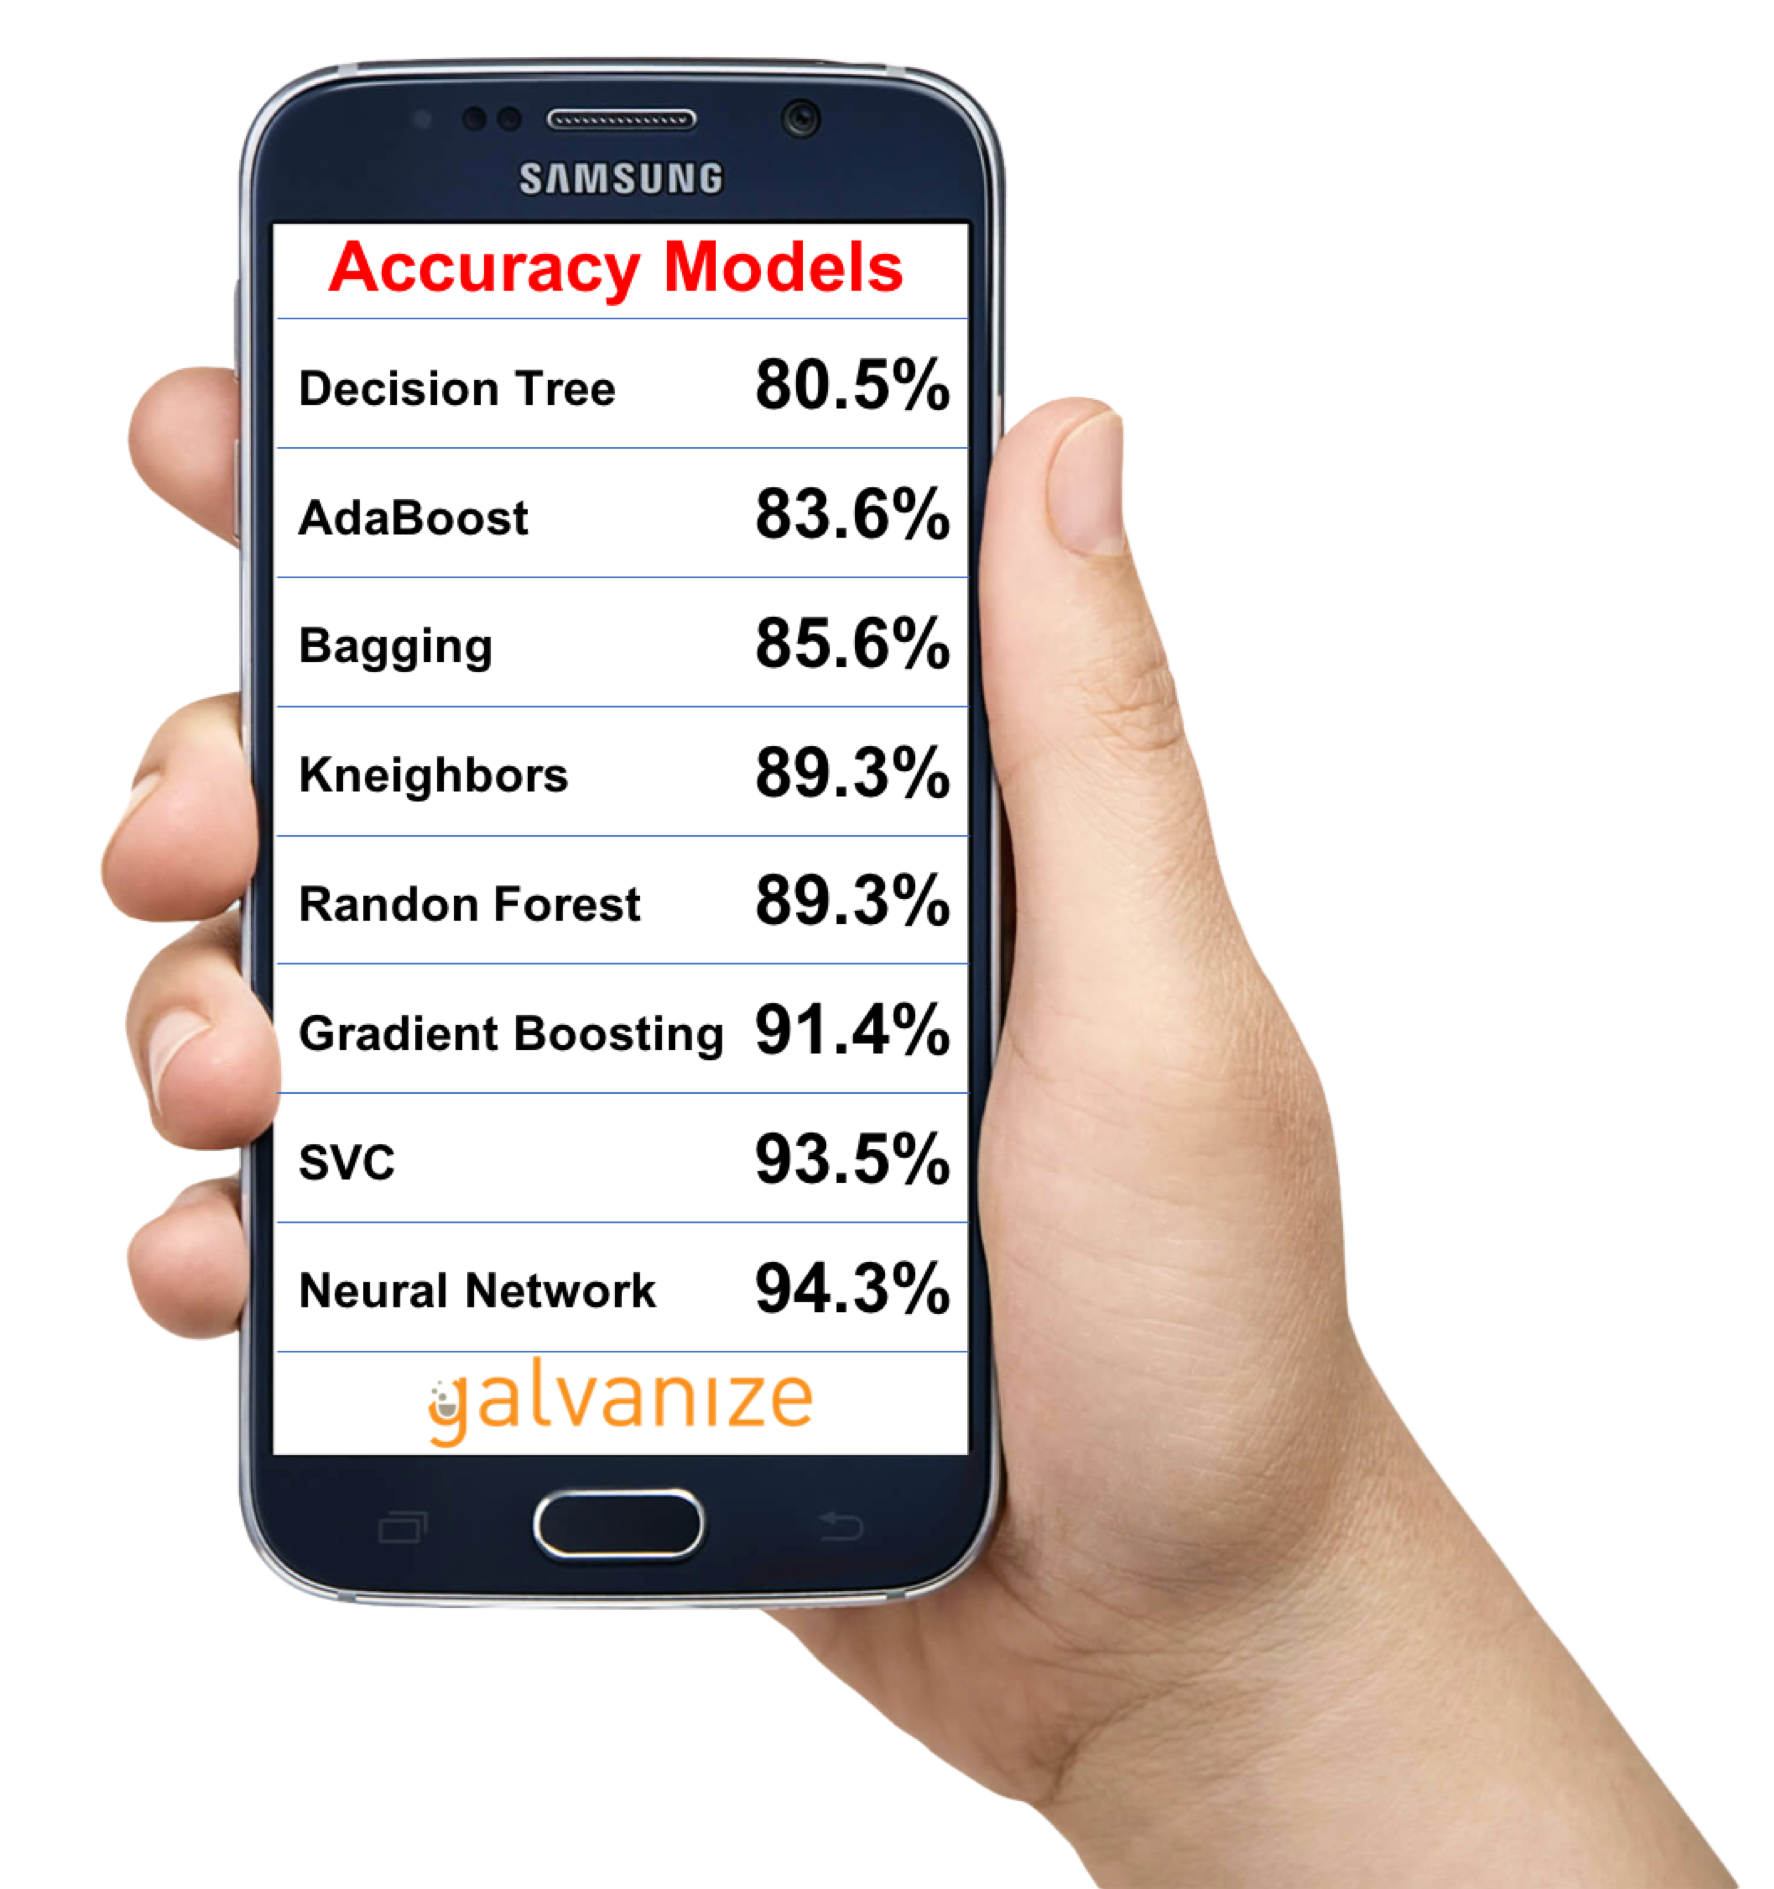 SAMSUNG
Accuracy Models
Decision Tree 80.5%
AdaBoost 83.6%
Bagging 85.6%
Kneighbors 89.3%
Randon Forest 89.3%
Gradient Boosting 91.4%
SVC 93.5%
Neural Network 94.3%
galvanize